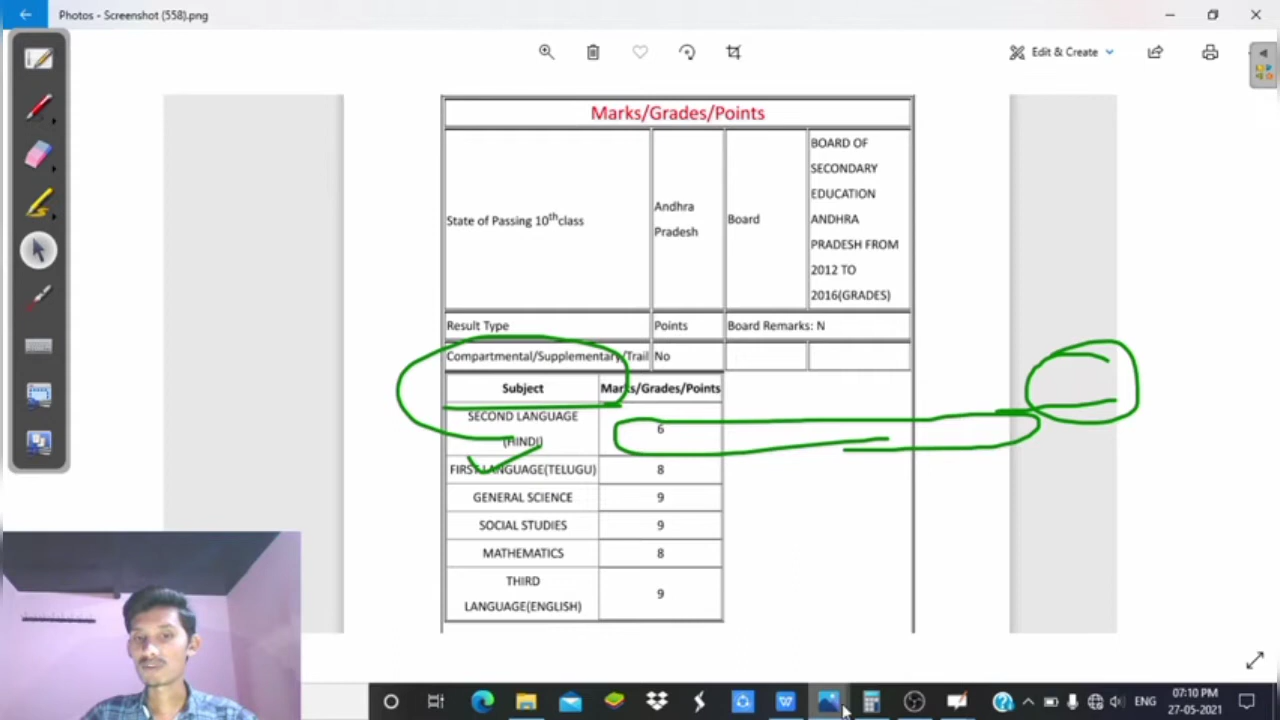 Photos - Screenshot (558).png
Edit & Create
Marks/Grades/Points
State of Passing 10thclass
Andhra
Pradesh
Board
BOARD OF
SECONDARY
EDUCATION
ANDHRA
PRADESH FROM
2012 TO
2016(GRADES)
Result Type
Points
Board Remarks: N
Compartmental/Supplementary/Trail
No
Subject
Marks/Grades/Points
SECOND LANGUAGE
(HINDI)
6
FIRST LANGUAGE(TELUGU)
8
GENERAL SCIENCE
9
SOCIAL STUDIES
9
MATHEMATICS
8
THIRD
LANGUAGE(ENGLISH)
9
ENG
07:10 PM
27-05-2021